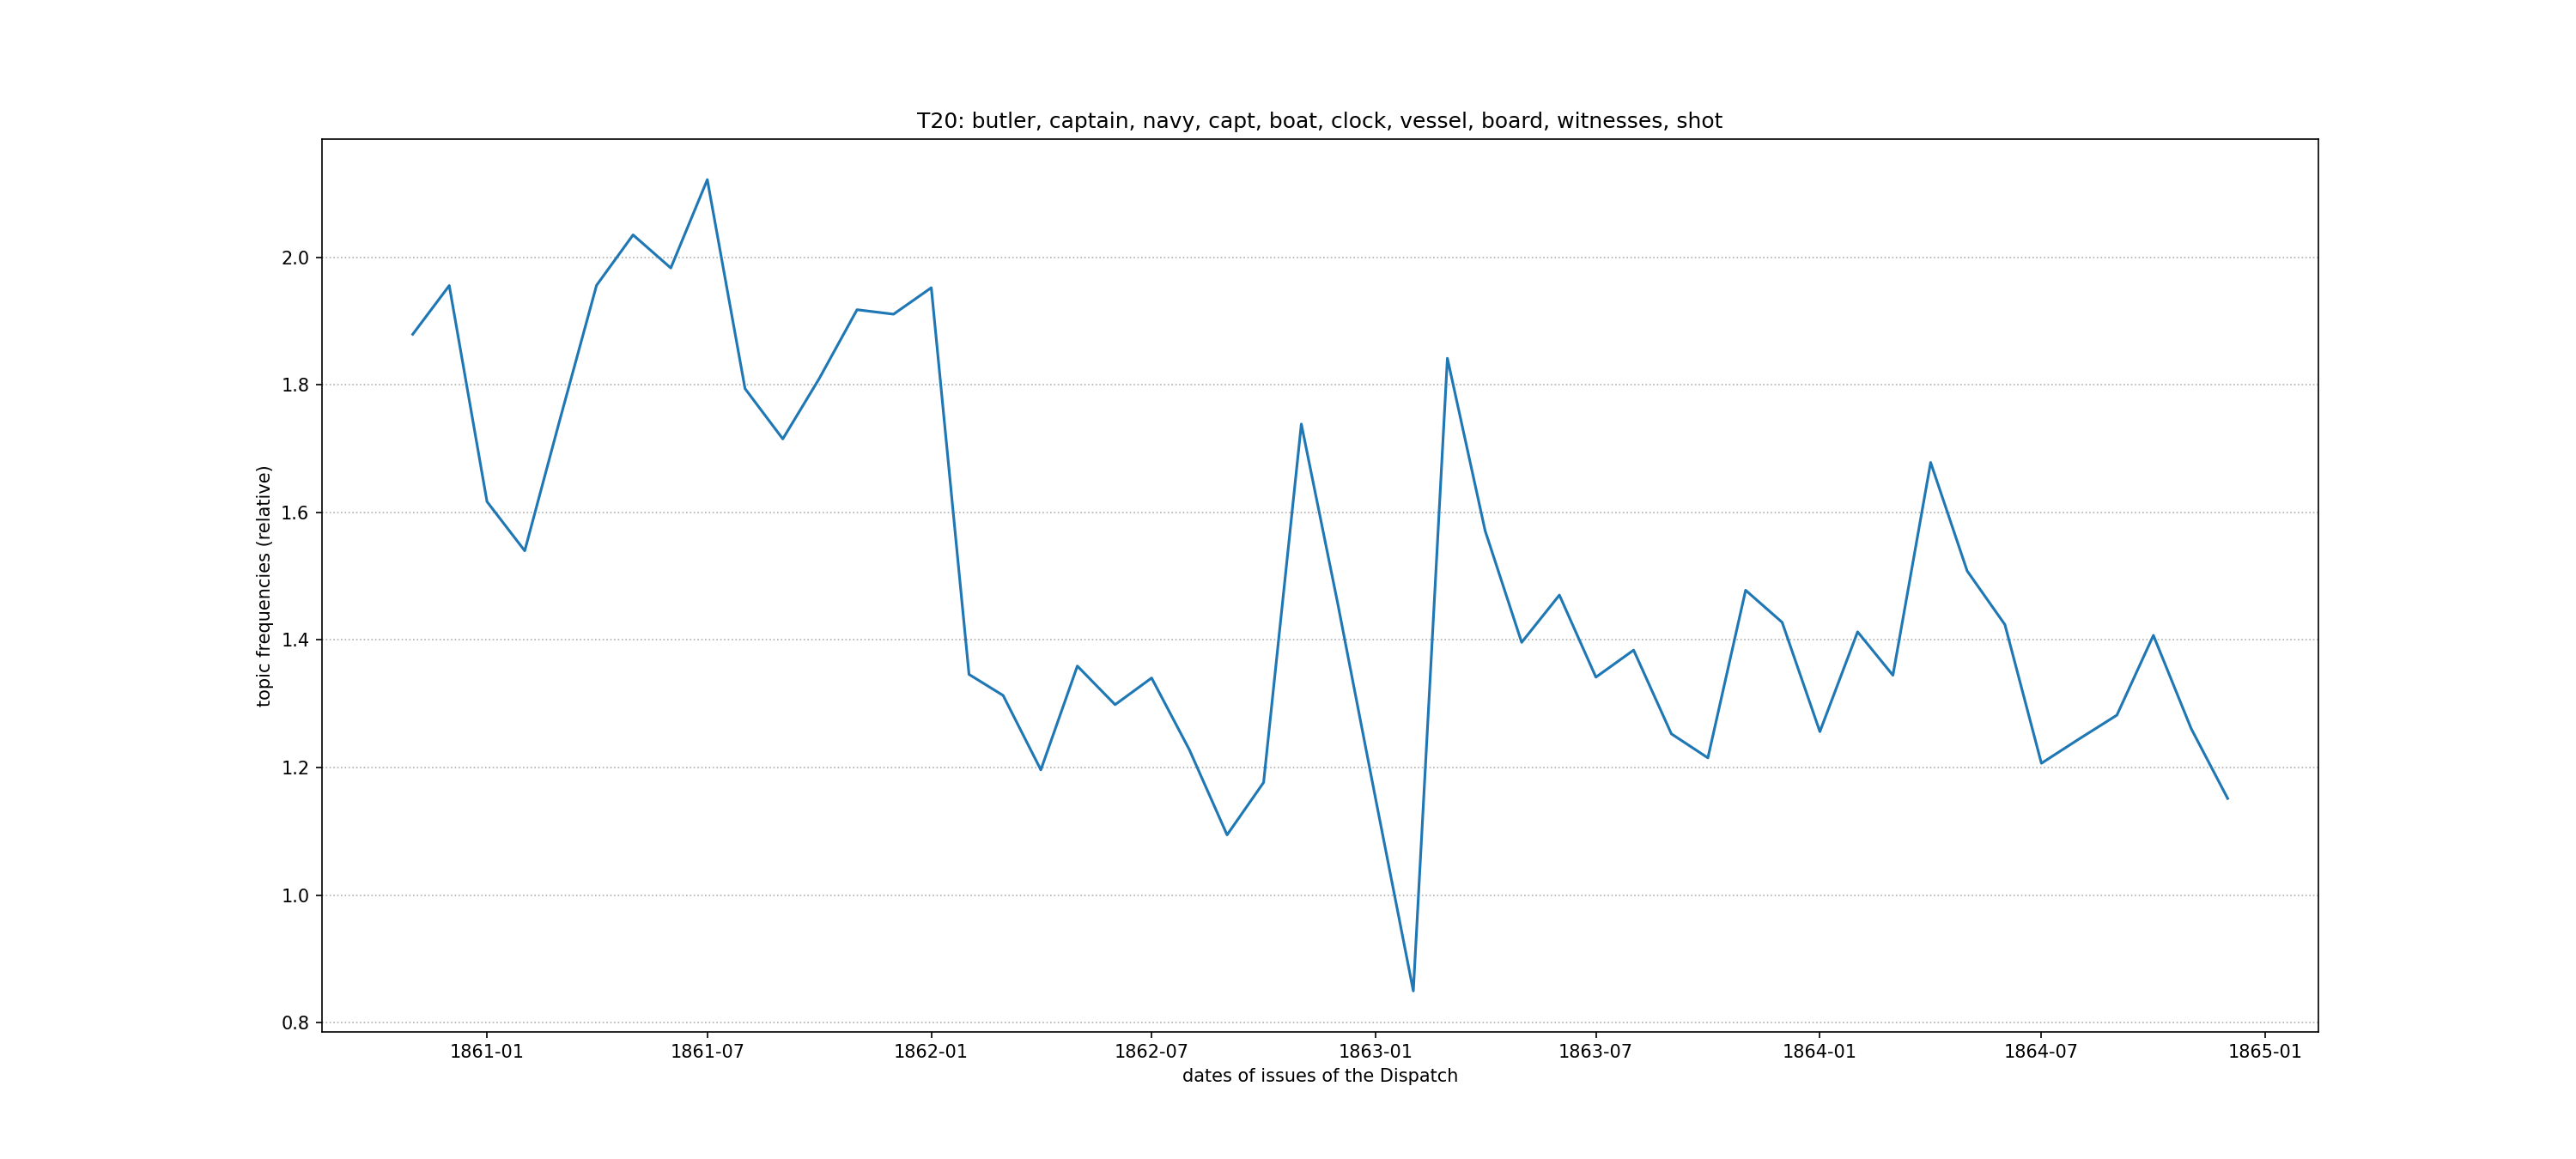 T20: butler, captain, navy, capt, boat, clock, vessel, board, witnesses, shot
topic frequencies (relative)
2.0
1.8
1.6
1.4
1.2
1.0
0.8
1861-01 1861-07 1862-01 1862-07 1863-01 1863-07 1864-01 1864-07 1865-01
dates of issues of the Dispatch